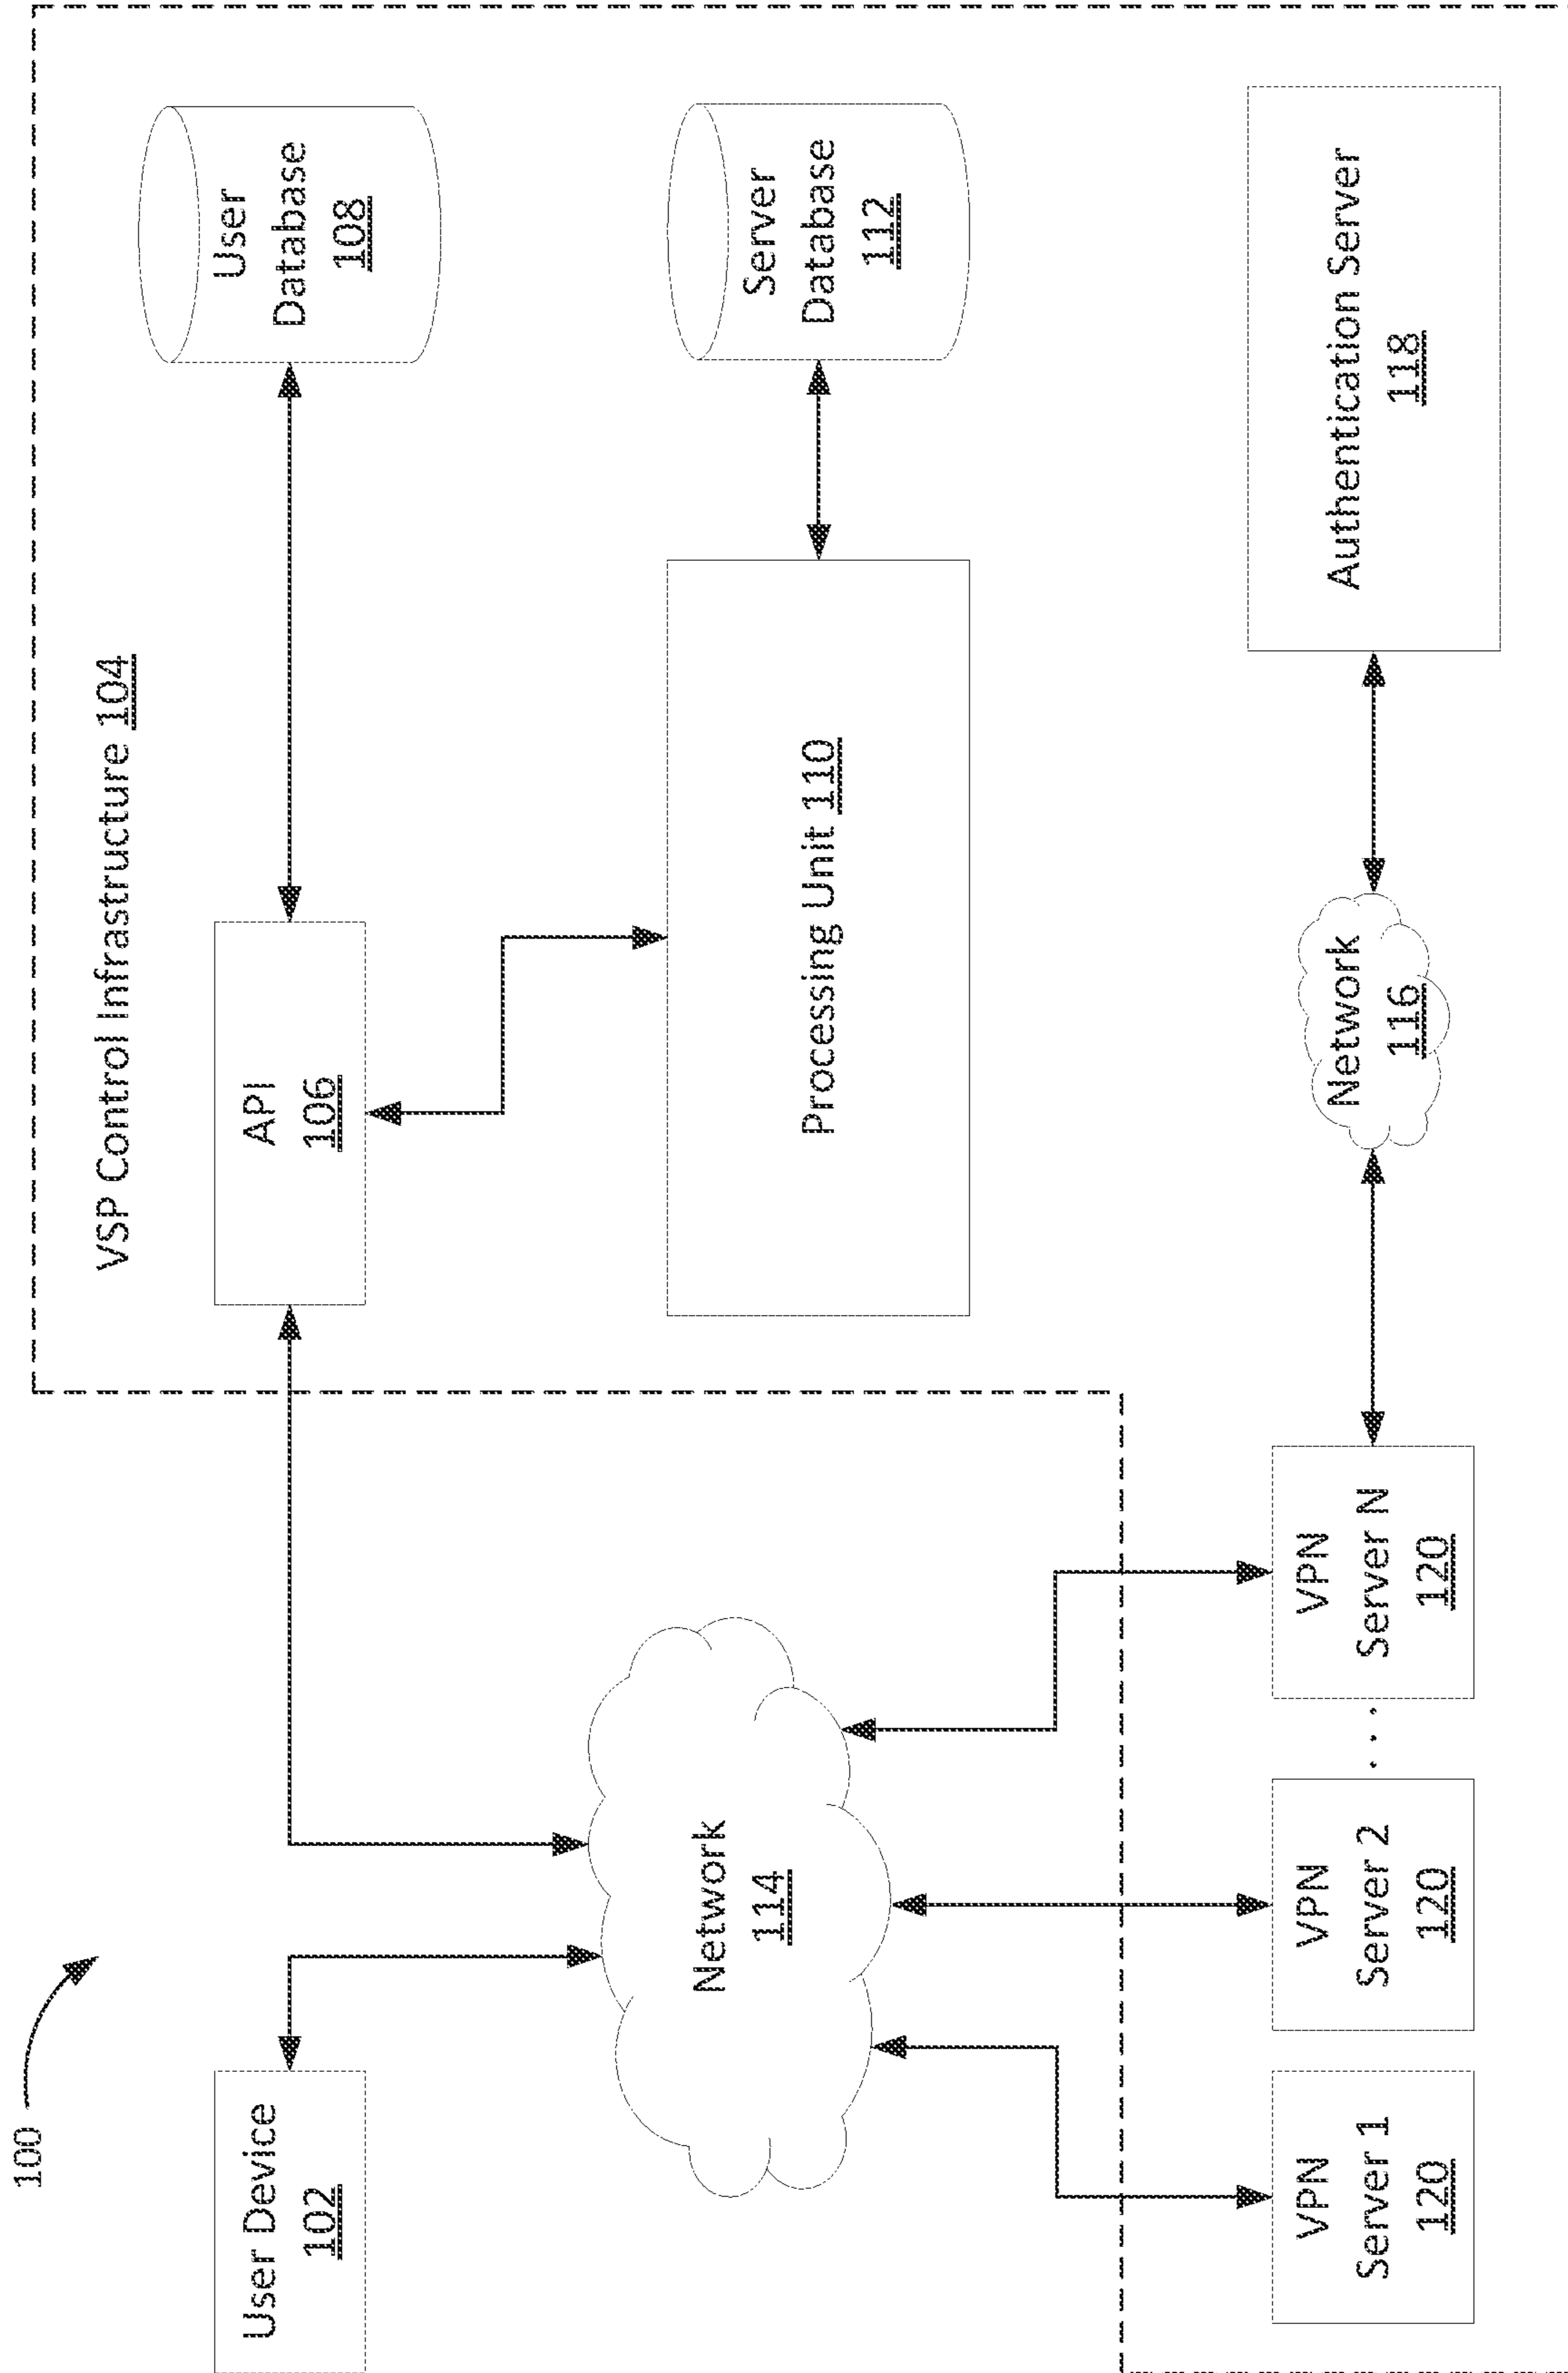 100
VSP Control Infrastructure 104
User Device
102
API
106
User
Database
108
Network
114
Processing Unit 110
Server
Database
112
VPN
Server 1
120
VPN
Server 2
120
. . .
VPN
Server N
120
Network
116
Authentication Server
118